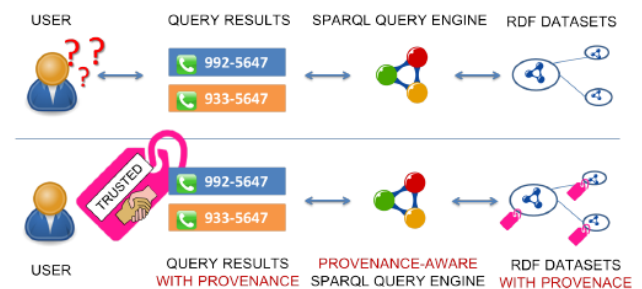 USER QUERY RESULTS SPARQL QUERY ENGINE RDF DATASETS
? ? ?
992-5647
933-5647
TRUSTED
992-5647
933-5647
USER
QUERY RESULTS
WITH PROVENANCE
PROVENANCE-AWARE
SPARQL QUERY ENGINE
RDF DATASETS
WITH PROVENACE